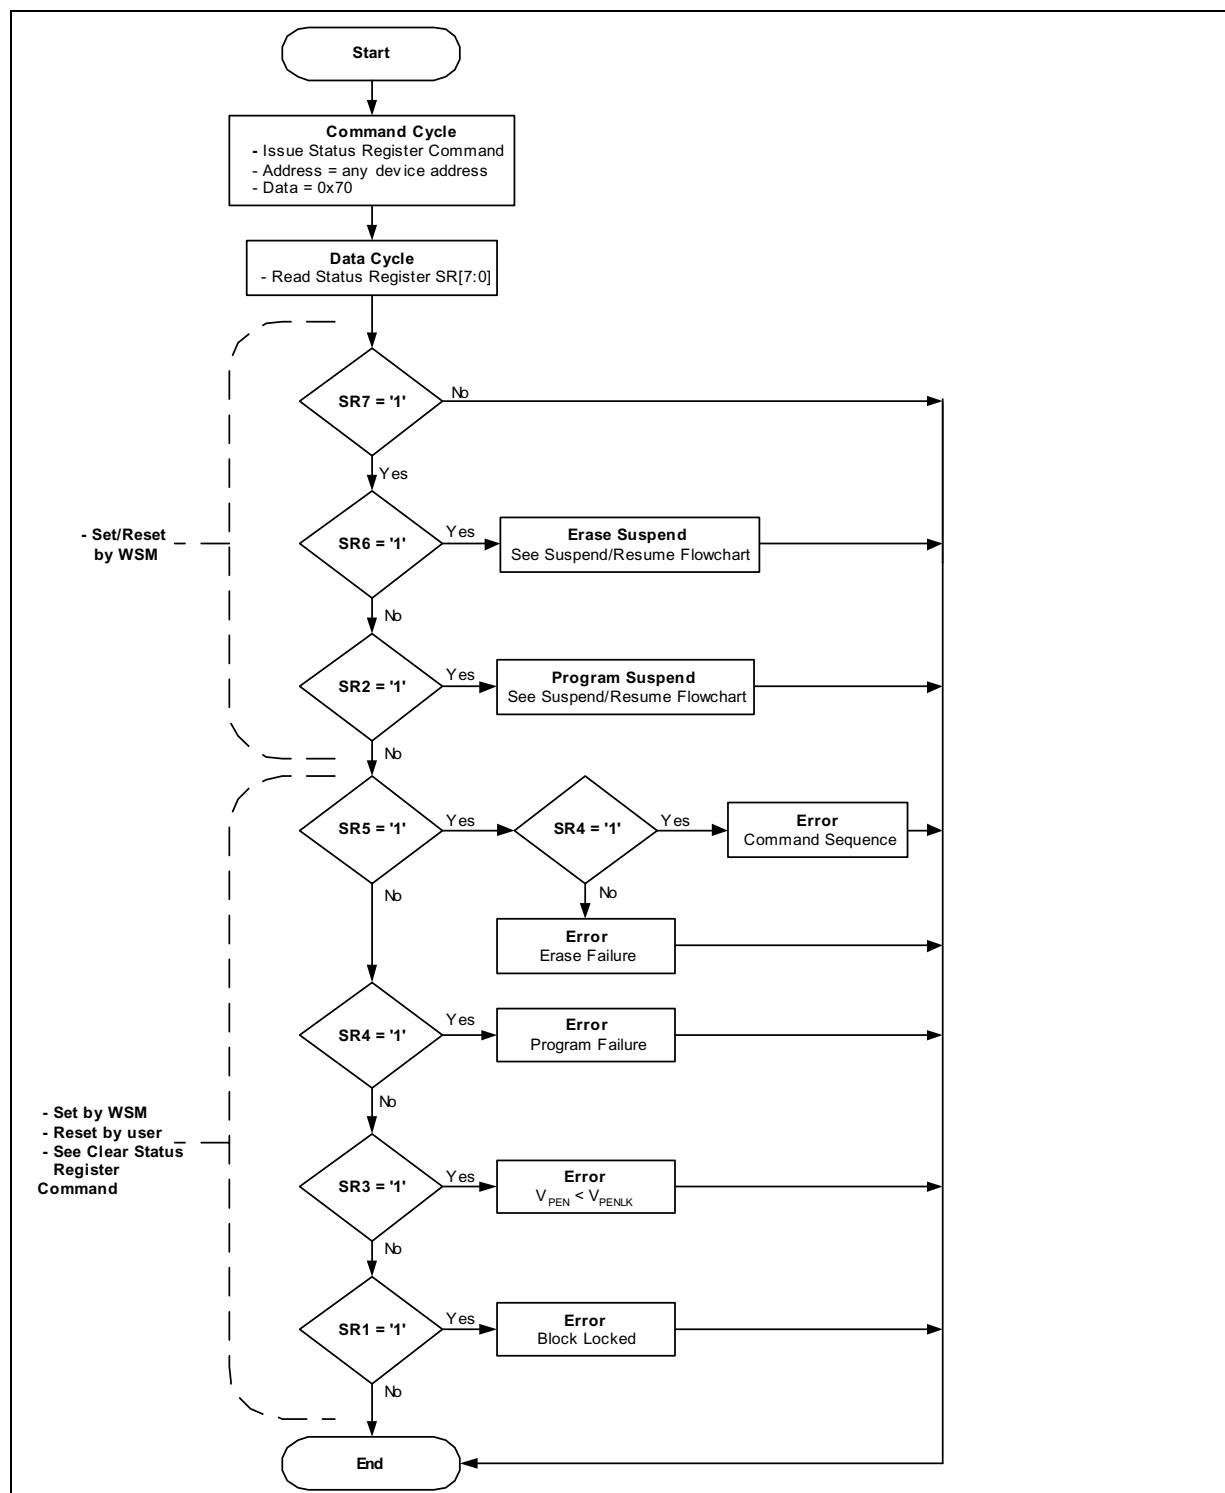 Start
Command Cycle
- Issue Status Register Command
- Address = any device address
- Data = 0x70
Data Cycle
- Read Status Register SR[7:0]
SR7 = '1'
No
Yes
- Set/Reset
by WSM
SR6 = '1'
Yes
Erase Suspend
See Suspend/Resume Flowchart
No
SR2 = '1'
Yes
Program Suspend
See Suspend/Resume Flowchart
No
SR5 = '1'
Yes
SR4 = '1'
Yes
Error
Command Sequence
No
No
Error
Erase Failure
SR4 = '1'
Yes
Error
Program Failure
No
- Set by WSM
- Reset by user
- See Clear Status
Register
Command
SR3 = '1'
Yes
Error
VPEN < VPENLK
No
SR1 = '1'
Yes
Error
Block Locked
No
End